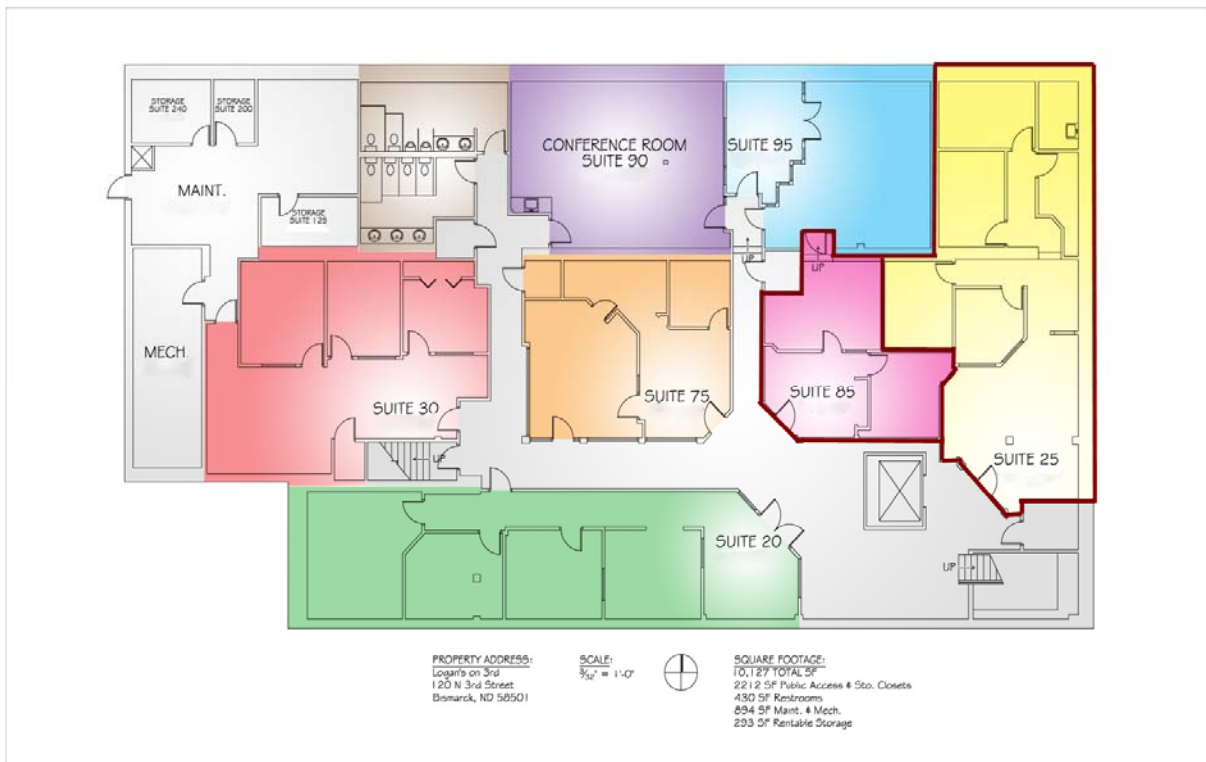 STORAGE
SUITE 240
STORAGE
SUITE 200
MAINT.
STORAGE
SUITE 125
MECH.
CONFERENCE ROOM
SUITE 90
SUITE 95
UP
UP
SUITE 30
UP
SUITE 75
SUITE 85
SUITE 25
SUITE 20
UP
PROPERTY ADDRESS:
Logan's on 3rd
120 N 3rd Street
Bismarck, ND 58501
SCALE:
3/32" = 1'-0"
SQUARE FOOTAGE:
10,127 TOTAL SF
2212 SF Public Access & Sto. Closets
430 SF Restrooms
894 SF Maint. & Mech.
293 SF Rentable Storage